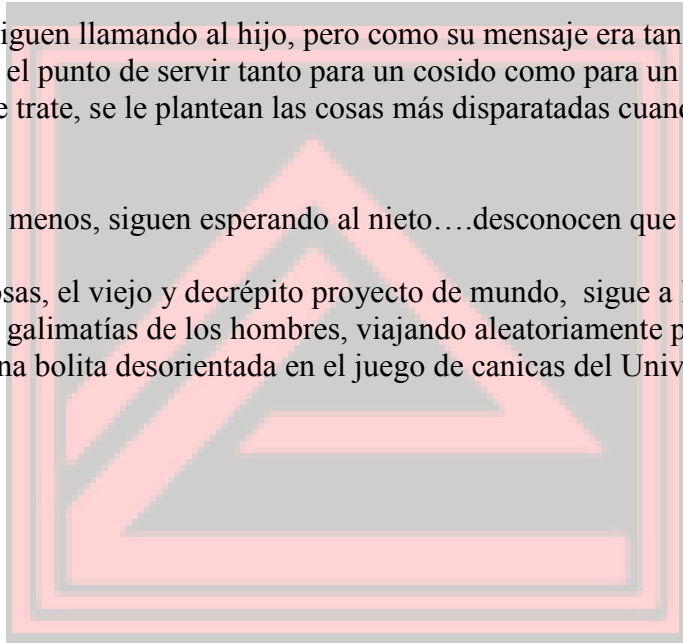 iguen llamando al hijo, pero como su mensaje era tan
el punto de servir tanto para un cosido como para un
e trate, se le plantean las cosas más disparatadas cuand
menos, siguen esperando al nieto….desconocen que
osas, el viejo y decrépito proyecto de mundo, sigue a
galimatías de los hombres, viajando aleatoriamente p
na bolita desorientada en el juego de canicas del Univ